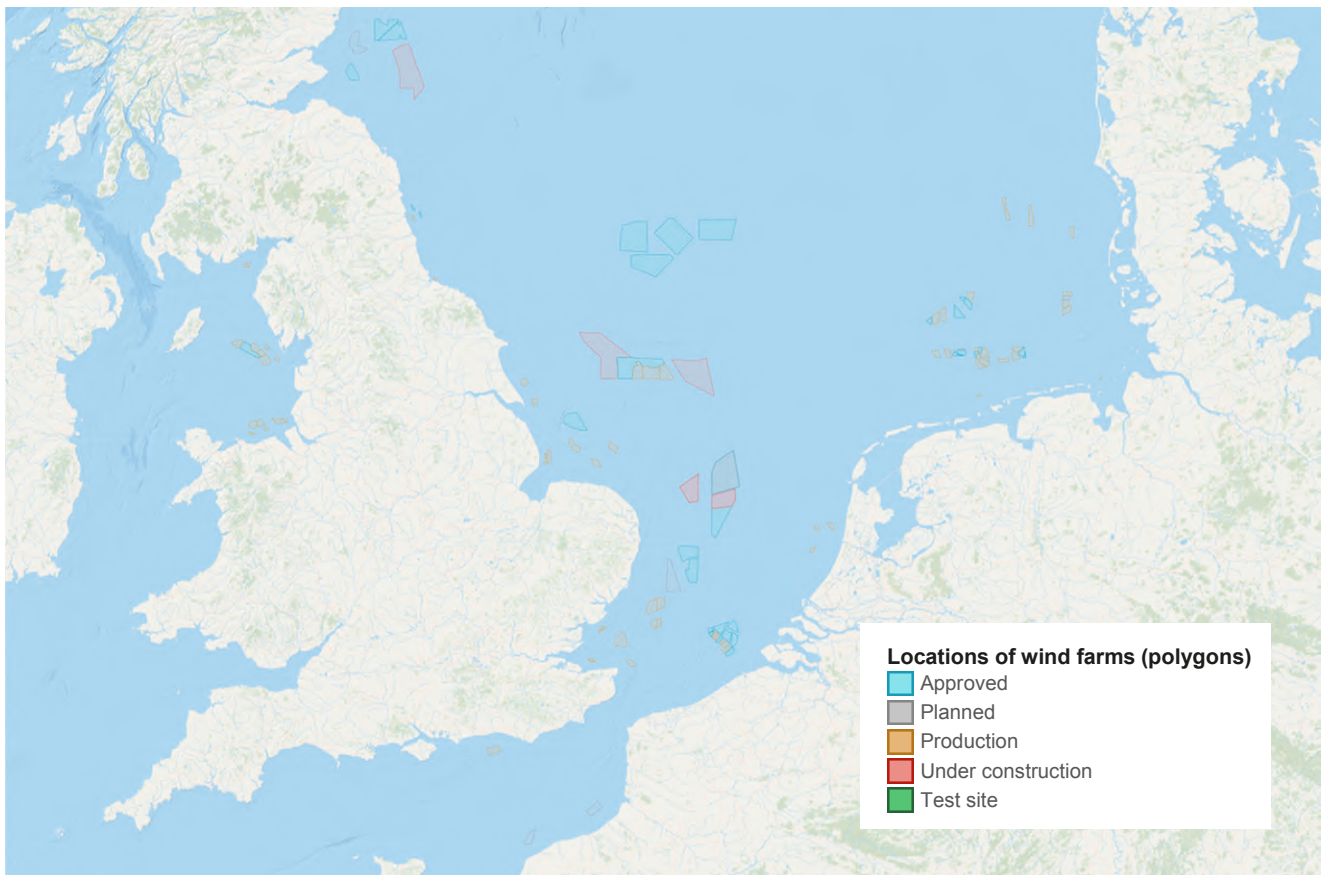 Locations of wind farms (polygons)
Approved
Planned
Production
Under construction
Test site